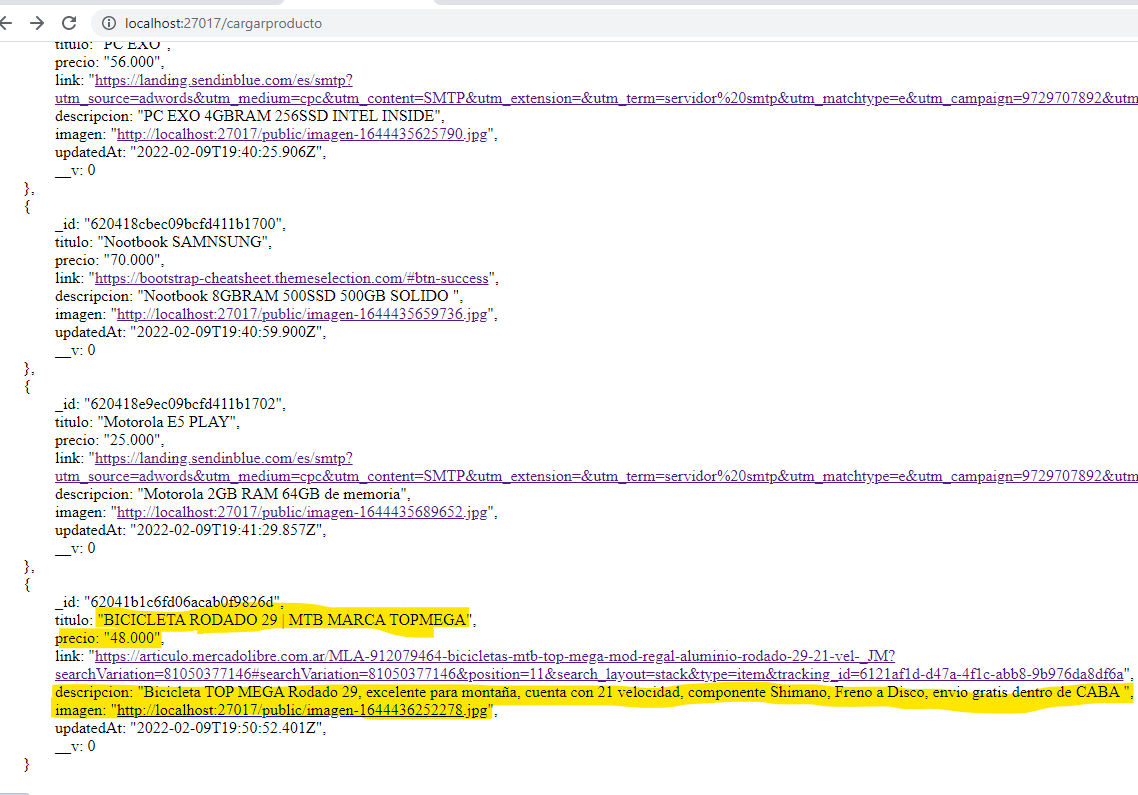 localhost:27017/cargarproducto
titulo: "PC EXO",
precio: "56.000",
link: "https://landing.sendinblue.com/es/smtp?
utm_source=adwords&utm_medium=cpc&utm_content=SMTP&utm_extension=&utm_term=servidor%20smtp&utm_matchtype=e&utm_campaign=9729707892&utm
descripcion: "PC EXO 4GBRAM 256SSD INTEL INSIDE",
imagen: "http://localhost:27017/public/imagen-1644435625790.jpg",
updatedAt: "2022-02-09T19:40:25.906Z",
__v: 0
},
{
_id: "620418cbec09bcfd411b1700",
titulo: "Nootbook SAMNSUNG",
precio: "70.000",
link: "https://bootstrap-cheatsheet.themeselection.com/#btn-success",
descripcion: "Nootbook 8GBRAM 500SSD 500GB SOLIDO ",
imagen: "http://localhost:27017/public/imagen-1644435659736.jpg",
updatedAt: "2022-02-09T19:40:59.900Z",
__v: 0
},
{
_id: "620418e9ec09bcfd411b1702",
titulo: "Motorola E5 PLAY",
precio: "25.000",
link: "https://landing.sendinblue.com/es/smtp?
utm_source=adwords&utm_medium=cpc&utm_content=SMTP&utm_extension=&utm_term=servidor%20smtp&utm_matchtype=e&utm_campaign=9729707892&utm
descripcion: "Motorola 2GB RAM 64GB de memoria",
imagen: "http://localhost:27017/public/imagen-1644435689652.jpg",
updatedAt: "2022-02-09T19:41:29.857Z",
__v: 0
},
{
_id: "62041b1c6fd06acab0f9826d",
titulo: "BICICLETA RODADO 29 | MTB MARCA TOPMEGA",
precio: "48.000",
link: "https://articulo.mercadolibre.com.ar/MLA-912079464-bicicletas-mtb-top-mega-mod-regal-aluminio-rodado-29-21-vel-_JM?
searchVariation=81050377146#searchVariation=81050377146&position=11&search_layout=stack&type=item&tracking_id=6121af1d-d47a-4f1c-abb8-9b976da8df6a",
descripcion: "Bicicleta TOP MEGA Rodado 29, excelente para montaña, cuenta con 21 velocidad, componente Shimano, Freno a Disco, envio gratis dentro de CABA ",
imagen: "http://localhost:27017/public/imagen-1644436252278.jpg",
updatedAt: "2022-02-09T19:50:52.401Z",
__v: 0
}